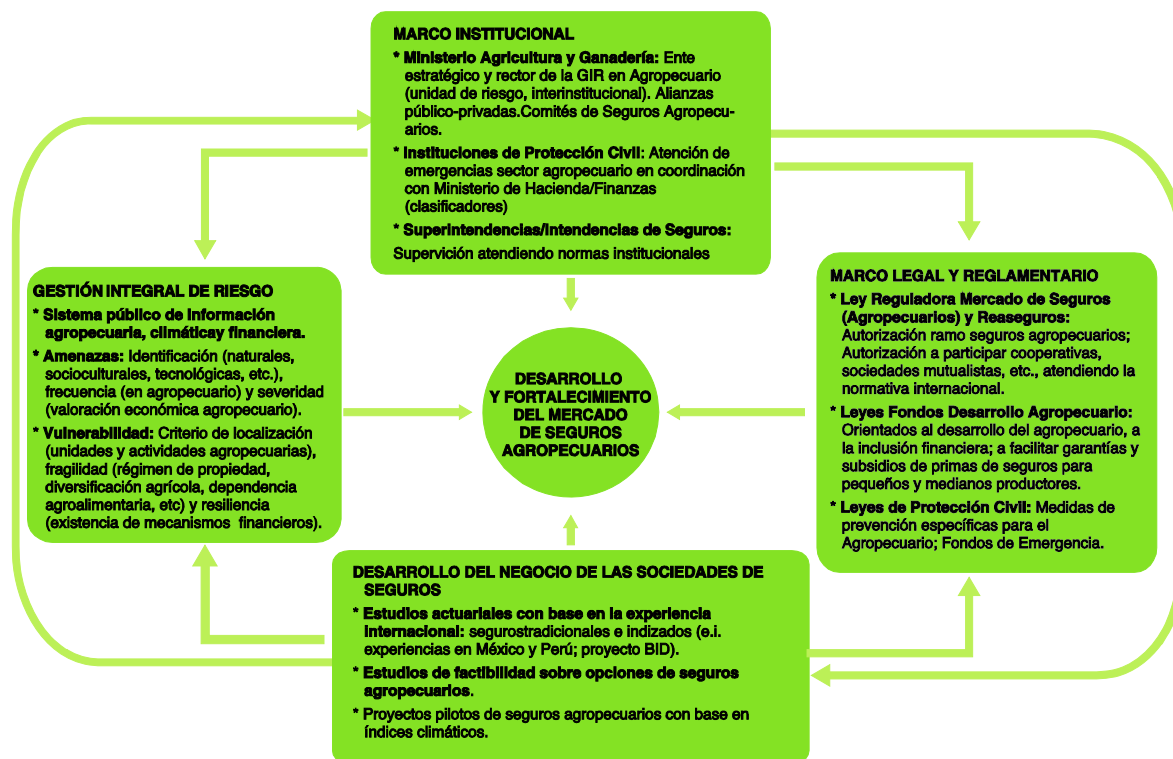 MARCO INSTITUCIONAL
* Ministerio Agricultura y Ganadería: Ente
estratégico y rector de la GIR en Agropecuario
(unidad de riesgo, interinstitucional). Alianzas
público-privadas.Comités de Seguros Agropecu-
arios.
* Instituciones de Protección Civil: Atención de
emergencias sector agropecuario en coordinación
con Ministerio de Hacienda/Finanzas
(clasificadores)
* Superintendencias/Intendencias de Seguros:
Supervición atendiendo normas institucionales
GESTIÓN INTEGRAL DE RIESGO
* Sistema público de información
agropecuaria, climáticay financiera.
* Amenazas: Identificación (naturales,
socioculturales, tecnológicas, etc.),
frecuencia (en agropecuario) y severidad
(valoración económica agropecuario).
* Vulnerabilidad: Criterio de localización
(unidades y actividades agropecuarias),
fragilidad (régimen de propiedad,
diversificación agrícola, dependencia
agroalimentaria, etc) y resiliencia
(existencia de mecanismos financieros).
DESARROLLO
Y FORTALECIMIENTO
DEL MERCADO
DE SEGUROS
AGROPECUARIOS
MARCO LEGAL Y REGLAMENTARIO
* Ley Reguladora Mercado de Seguros
(Agropecuarios) y Reaseguros:
Autorización ramo seguros agropecuarios;
Autorización a participar cooperativas,
sociedades mutualistas, etc., atendiendo la
normativa internacional.
* Leyes Fondos Desarrollo Agropecuario:
Orientados al desarrollo del agropecuario, a
la inclusión financiera; a facilitar garantías y
subsidios de primas de seguros para
pequeños y medianos productores.
* Leyes de Protección Civil: Medidas de
prevención específicas para el
Agropecuario; Fondos de Emergencia.
DESARROLLO DEL NEGOCIO DE LAS SOCIEDADES DE
SEGUROS
* Estudios actuariales con base en la experiencia
internacional: segurostradicionales e indizados (e.i.
experiencias en México y Perú; proyecto BID).
* Estudios de factibilidad sobre opciones de seguros
agropecuarios.
* Proyectos pilotos de seguros agropecuarios con base en
índices climáticos.